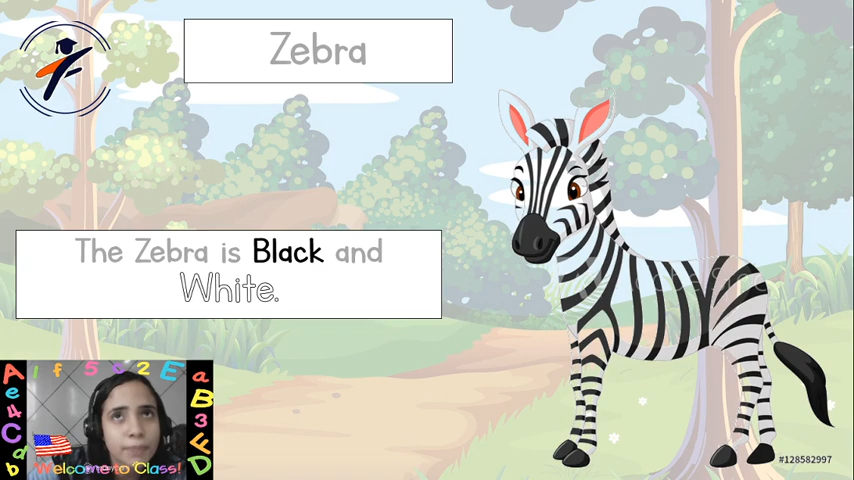 Zebra
The Zebra is Black and
White.
Welcome to Class!
#128582997